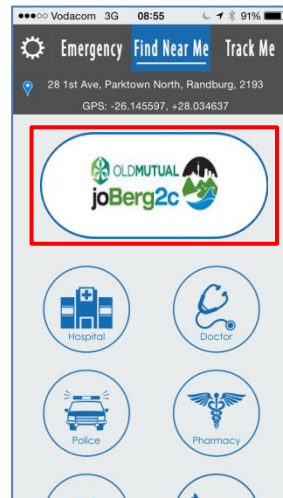 ●●●○○ Vodacom 3G 08:55 91%
Emergency Find Near Me Track Me
28 1st Ave, Parktown North, Randburg, 2193
GPS: -26.145597, +28.034637
OLDMUTUAL
joBerg2c
Hospital
Doctor
Police
Pharmacy